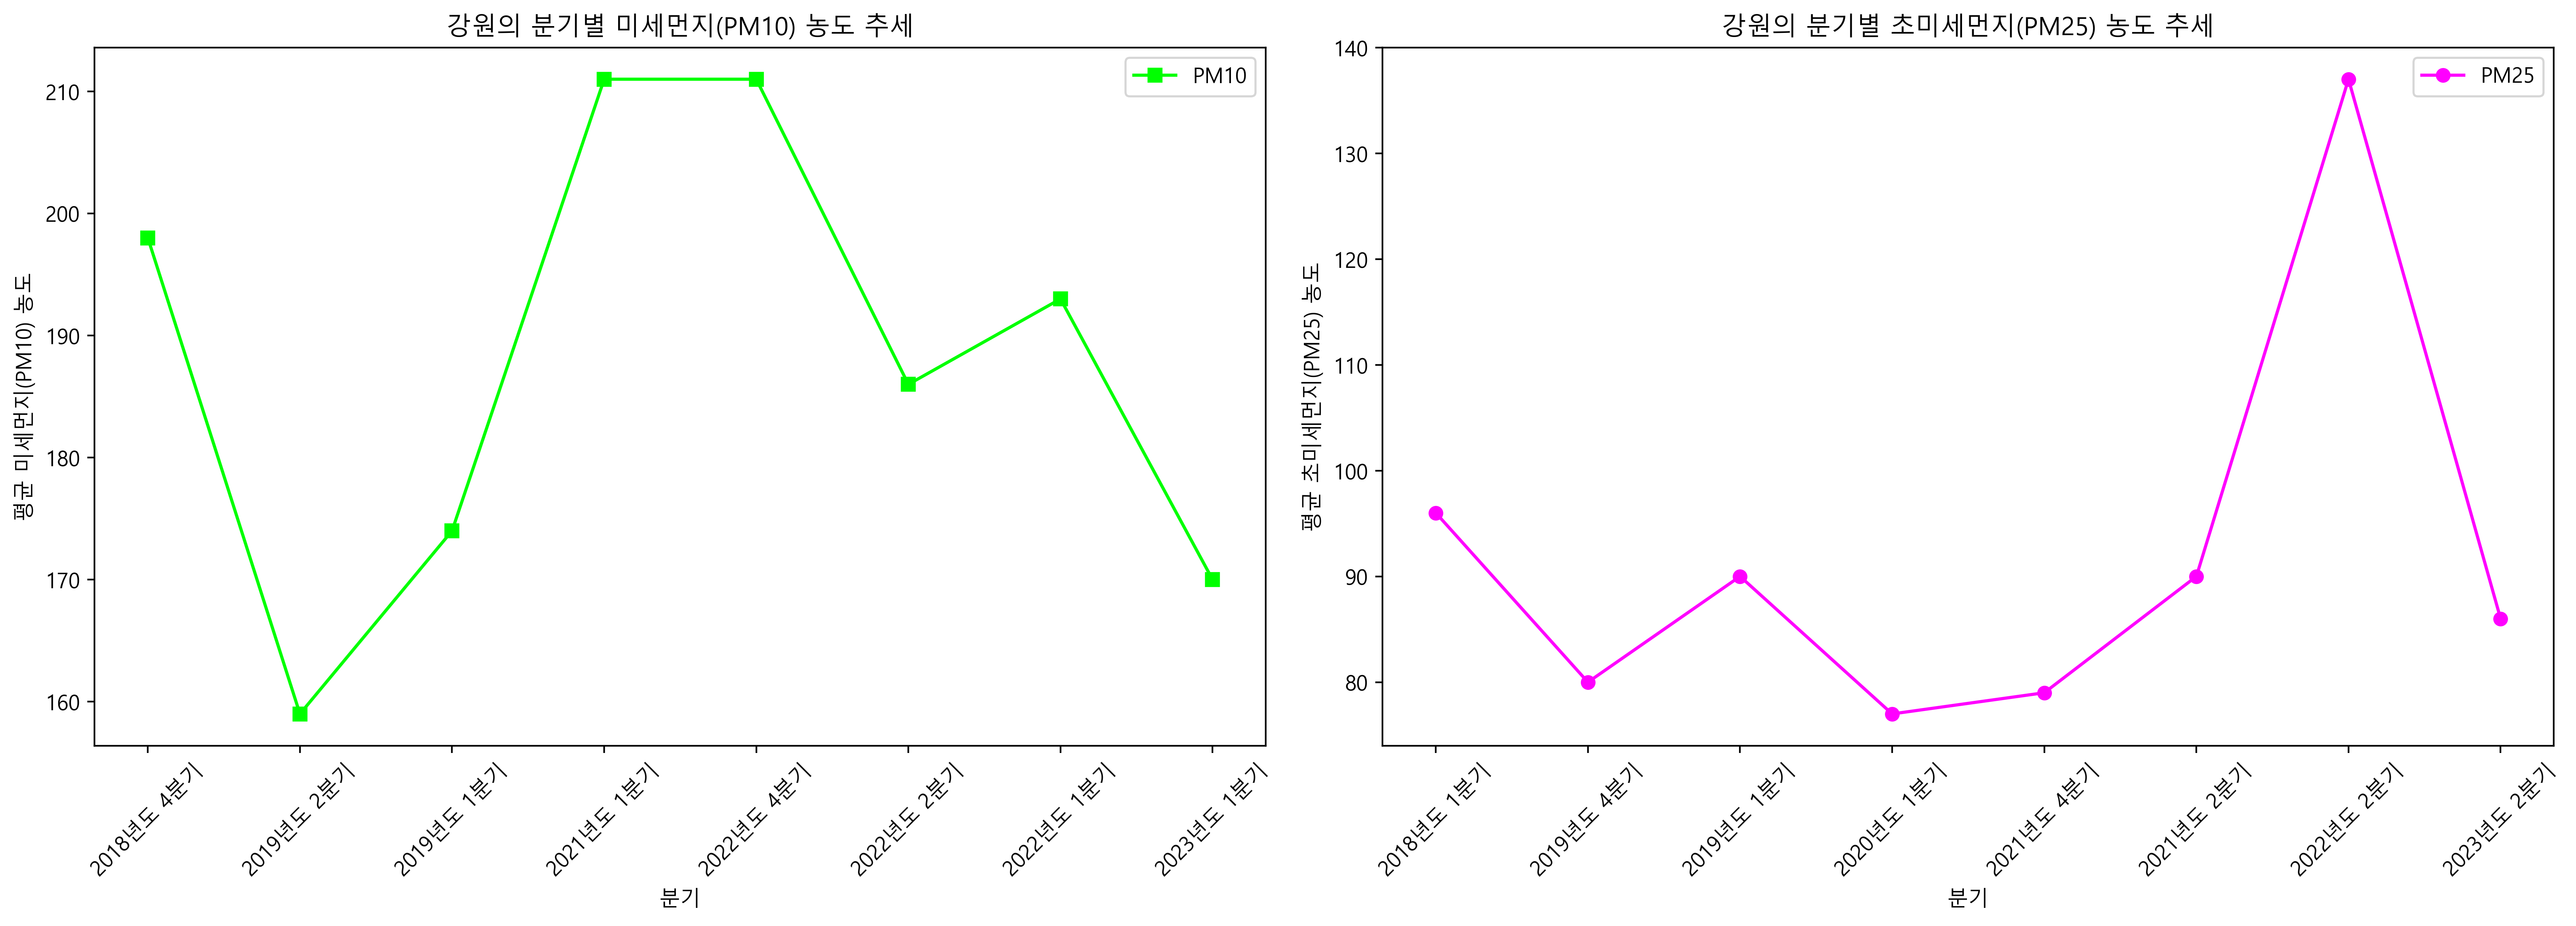 강원의 분기별 미세먼지(PM10) 농도 추세
PM10
210
200
190
180
170
160
평균 미세먼지(PM10) 농도
2018년도 4분기
2019년도 2분기
2019년도 1분기
2021년도 1분기
2022년도 4분기
2022년도 2분기
2022년도 1분기
2023년도 1분기
분기
강원의 분기별 초미세먼지(PM25) 농도 추세
PM25
140
130
120
110
100
90
80
평균 초미세먼지(PM25) 농도
2018년도 1분기
2019년도 4분기
2019년도 1분기
2020년도 1분기
2021년도 4분기
2021년도 2분기
2022년도 2분기
2023년도 2분기
분기